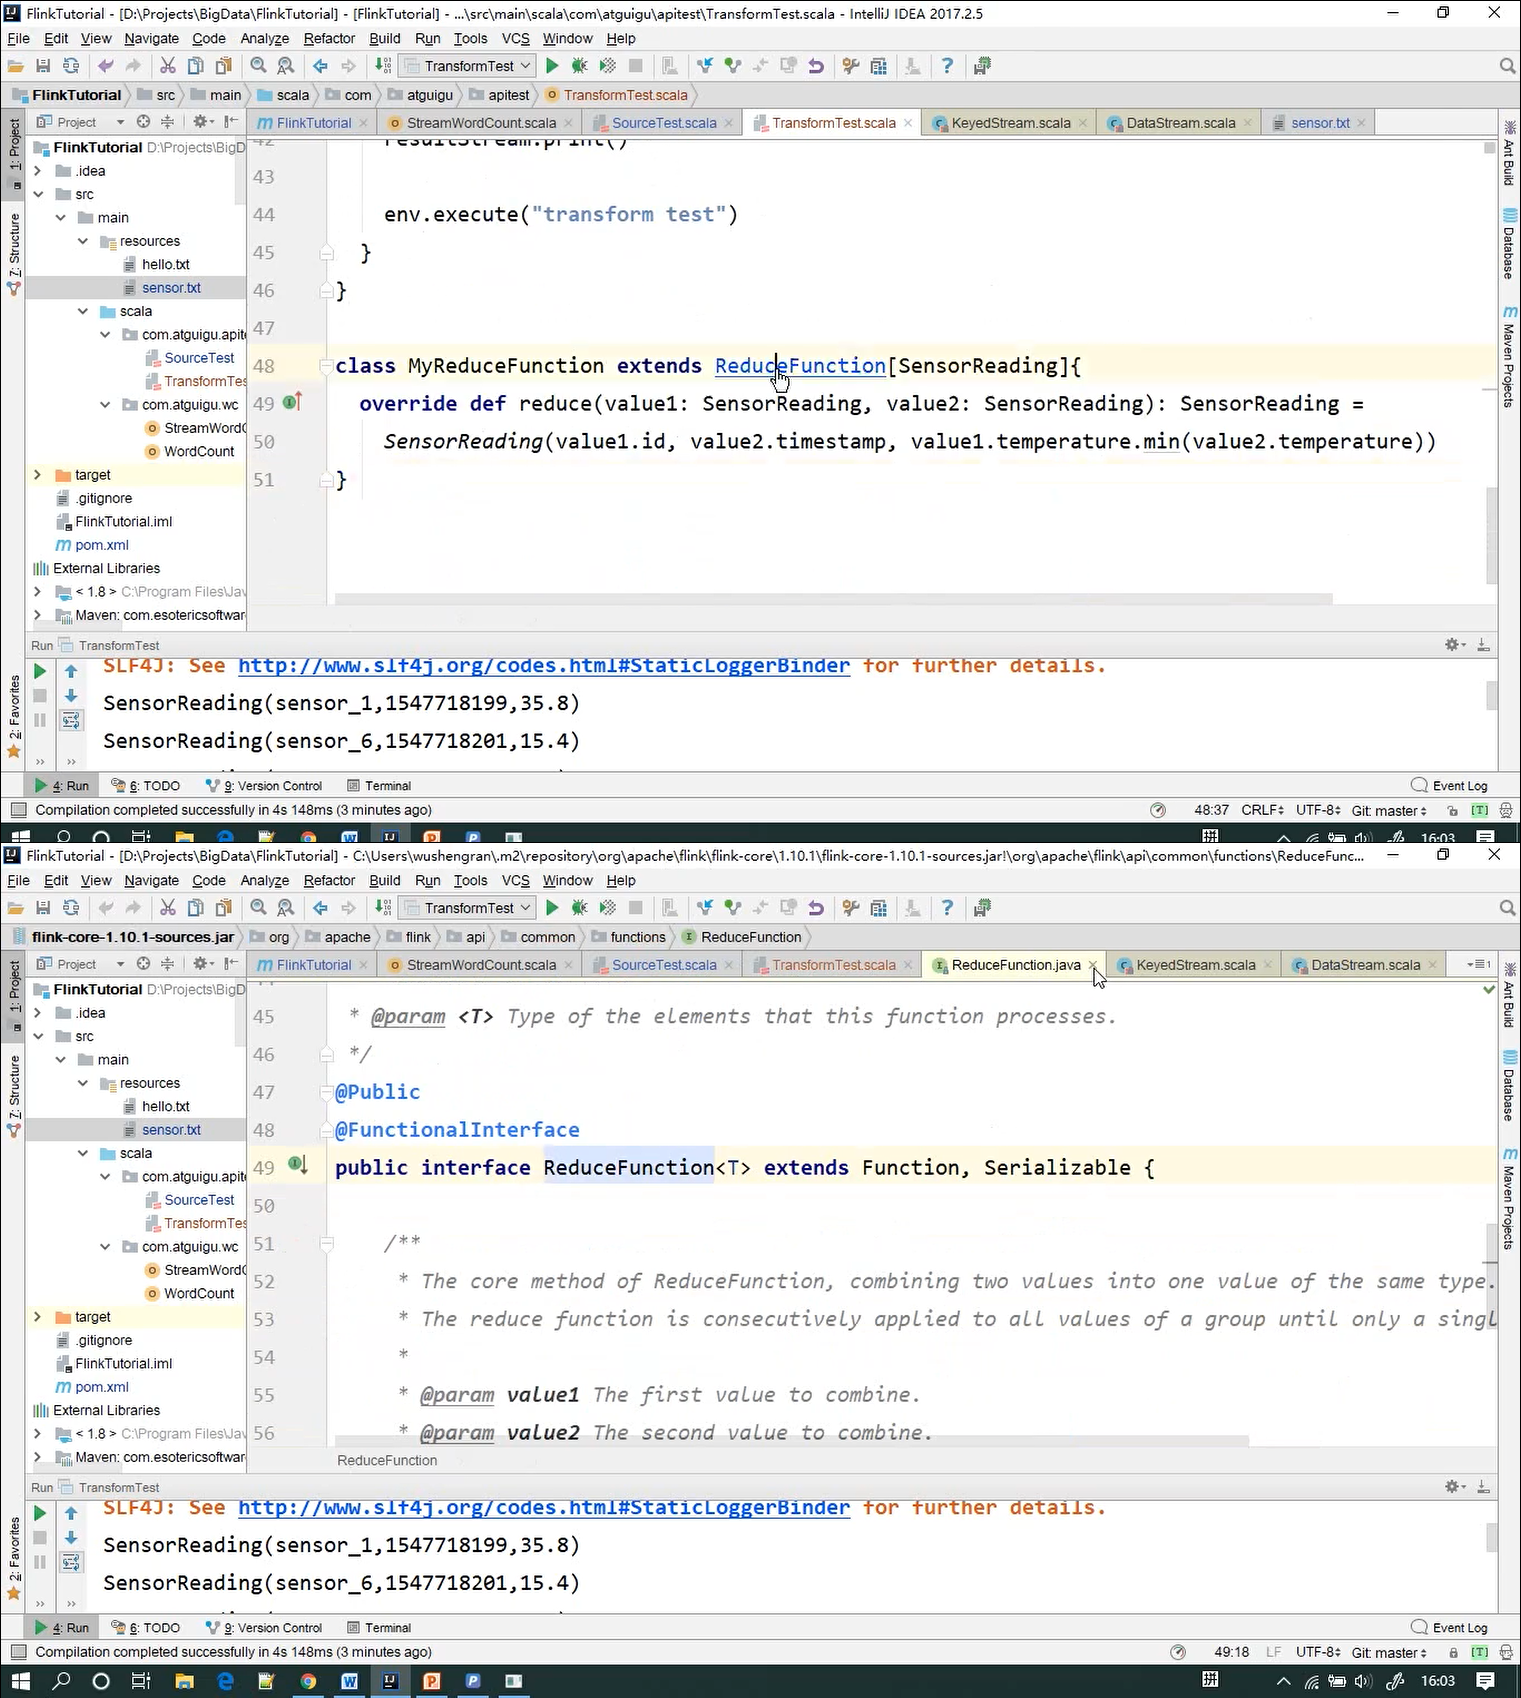 FlinkTutorial - [D:\Projects\BigData\FlinkTutorial] - [FlinkTutorial] - ...\src\main\scala\com\atguigu\apitest\TransformTest.scala - IntelliJ IDEA 2017.2.5
File Edit View Navigate Code Analyze Refactor Build Run Tools VCS Window Help
TransformTest
FlinkTutorial src main scala com atguigu apitest TransformTest.scala
Project FlinkTutorial StreamWordCount.scala SourceTest.scala TransformTest.scala KeyedStream.scala DataStream.scala sensor.txt
1: Project
7: Structure
2: Favorites
Ant Build
Database
Maven Projects
FlinkTutorial D:\Projects\BigD
.idea
src
main
resources
hello.txt
sensor.txt
scala
com.atguigu.apite
SourceTest
TransformTes
com.atguigu.wc
StreamWordC
WordCount
target
.gitignore
FlinkTutorial.iml
pom.xml
External Libraries
< 1.8 > C:\Program Files\Jav
Maven: com.esotericsoftwar
42 resultStream.print()
43
44 env.execute("transform test")
45 }
46 }
47
48 class MyReduceFunction extends ReduceFunction[SensorReading]{
49 override def reduce(value1: SensorReading, value2: SensorReading): SensorReading =
50 SensorReading(value1.id, value2.timestamp, value1.temperature.min(value2.temperature))
51 }
Run TransformTest
SLF4J: See http://www.slf4j.org/codes.html#StaticLoggerBinder for further details.
SensorReading(sensor_1,1547718199,35.8)
SensorReading(sensor_6,1547718201,15.4)
4: Run 6: TODO 9: Version Control Terminal Event Log
Compilation completed successfully in 4s 148ms (3 minutes ago) 48:37 CRLF UTF-8 Git: master
拼 16:03
FlinkTutorial - [D:\Projects\BigData\FlinkTutorial] - C:\Users\wushengran\.m2\repository\org\apache\flink\flink-core\1.10.1\flink-core-1.10.1-sources.jar!\org\apache\flink\api\common\functions\ReduceFunc...
File Edit View Navigate Code Analyze Refactor Build Run Tools VCS Window Help
TransformTest
flink-core-1.10.1-sources.jar org apache flink api common functions ReduceFunction
Project FlinkTutorial StreamWordCount.scala SourceTest.scala TransformTest.scala ReduceFunction.java KeyedStream.scala DataStream.scala
1: Project
7: Structure
2: Favorites
Ant Build
Database
Maven Projects
FlinkTutorial D:\Projects\BigD
.idea
src
main
resources
hello.txt
sensor.txt
scala
com.atguigu.apite
SourceTest
TransformTes
com.atguigu.wc
StreamWordC
WordCount
target
.gitignore
FlinkTutorial.iml
pom.xml
External Libraries
< 1.8 > C:\Program Files\Jav
Maven: com.esotericsoftwar
45 * @param <T> Type of the elements that this function processes.
46 */
47 @Public
48 @FunctionalInterface
49 public interface ReduceFunction<T> extends Function, Serializable {
50
51 /**
52 * The core method of ReduceFunction, combining two values into one value of the same type.
53 * The reduce function is consecutively applied to all values of a group until only a singl
54 *
55 * @param value1 The first value to combine.
56 * @param value2 The second value to combine.
ReduceFunction
Run TransformTest
SLF4J: See http://www.slf4j.org/codes.html#StaticLoggerBinder for further details.
SensorReading(sensor_1,1547718199,35.8)
SensorReading(sensor_6,1547718201,15.4)
4: Run 6: TODO 9: Version Control Terminal Event Log
Compilation completed successfully in 4s 148ms (3 minutes ago) 49:18 LF UTF-8 Git: master
拼 16:03